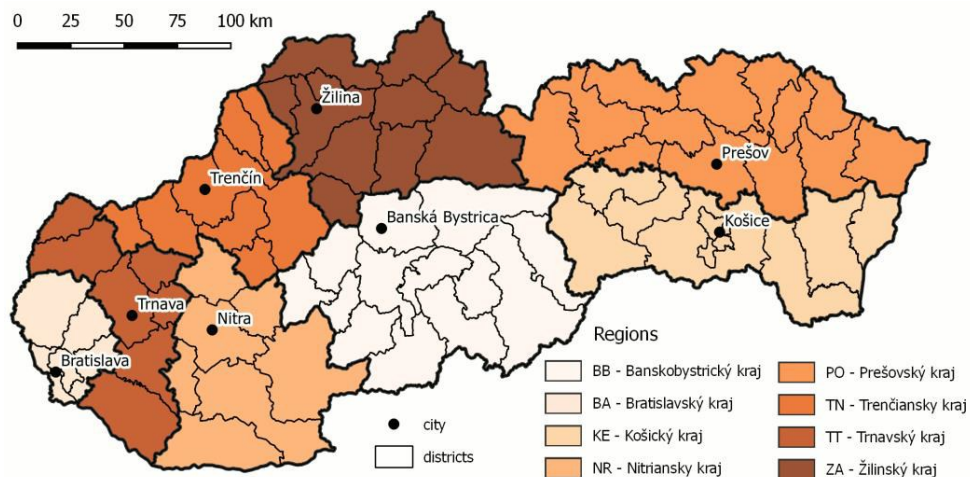 0 25 50 75 100 km
Žilina
Prešov
Trenčín
Banská Bystrica
Košice
Trnava
Nitra
Bratislava
Regions
BB - Banskobystrický kraj
BA - Bratislavský kraj
KE - Košický kraj
NR - Nitriansky kraj
PO - Prešovský kraj
TN - Trenčiansky kraj
TT - Trnavský kraj
ZA - Žilinský kraj
city
districts